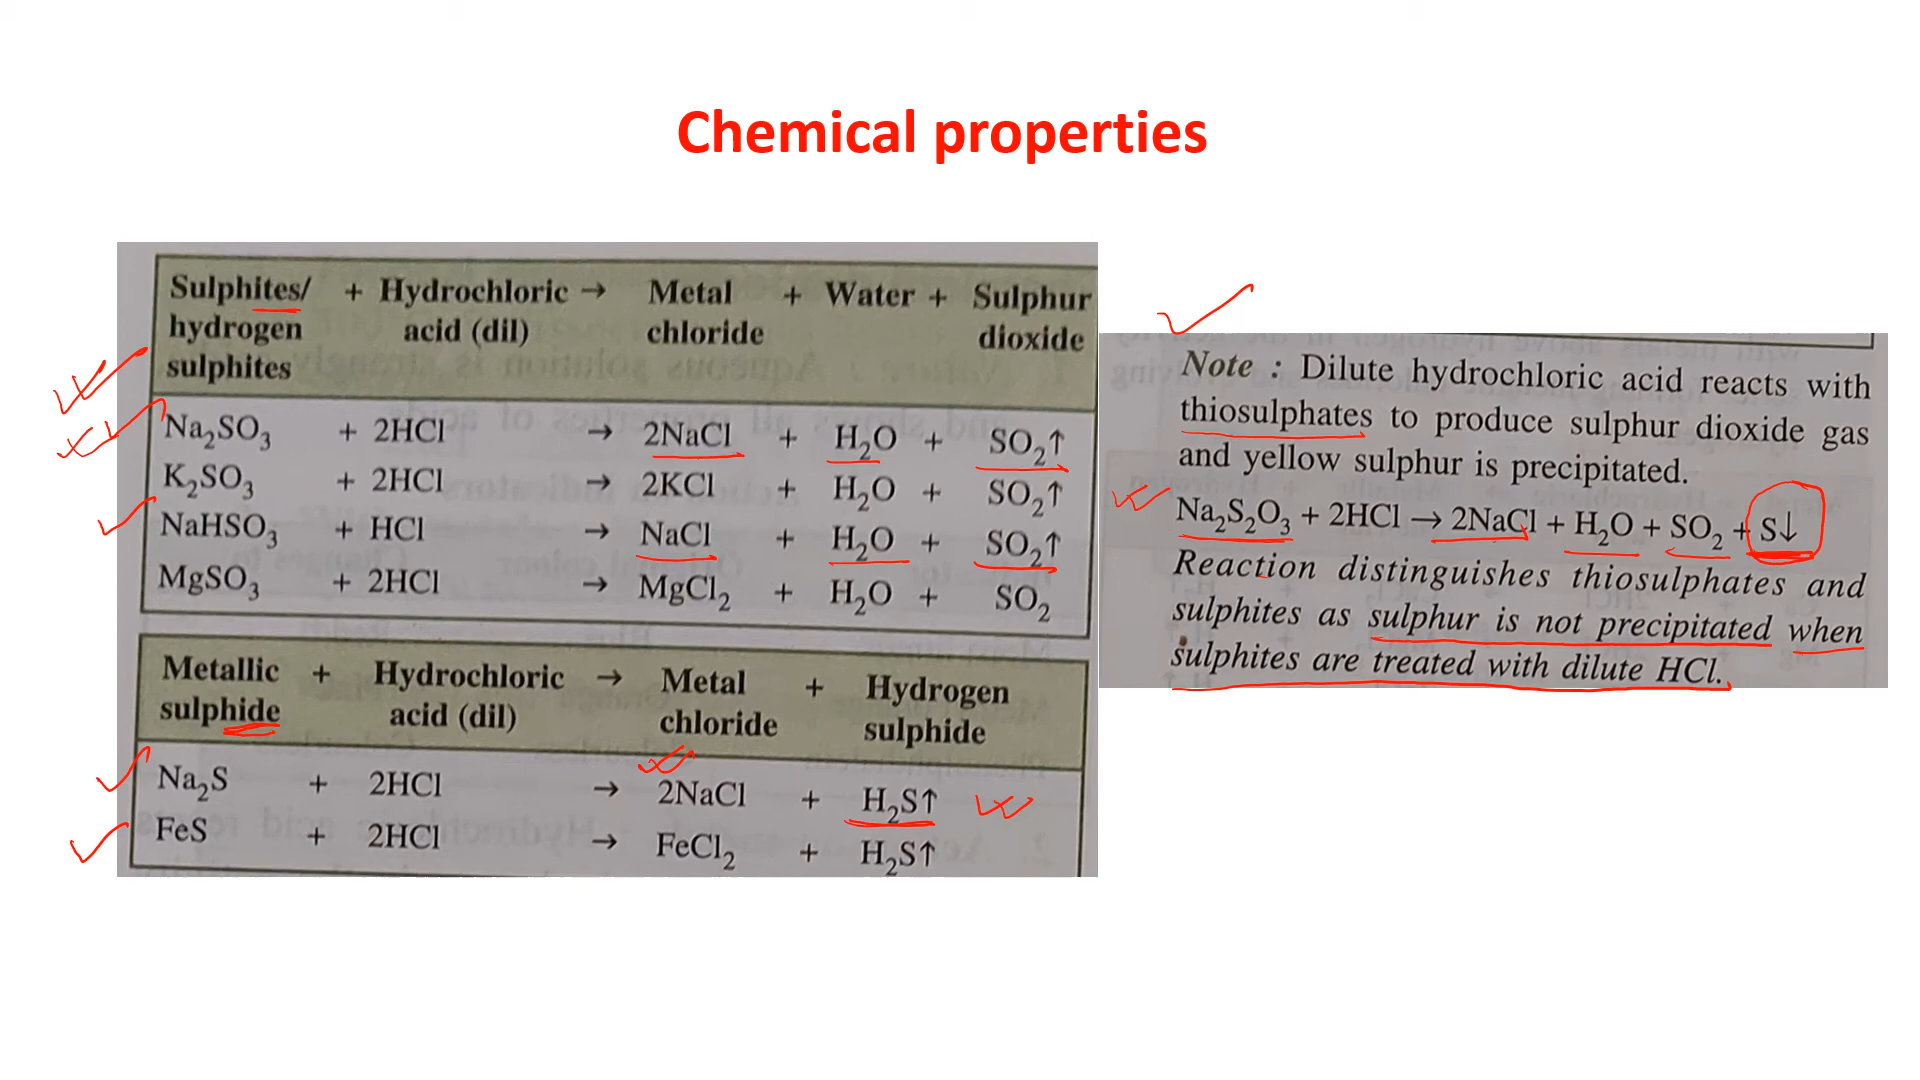 Chemical properties
Sulphites/ + Hydrochloric → Metal + Water + Sulphur
hydrogen acid (dil) chloride dioxide
sulphites
Na₂SO₃ + 2HCl → 2NaCl + H₂O + SO₂↑
K₂SO₃ + 2HCl → 2KCl + H₂O + SO₂↑
NaHSO₃ + HCl → NaCl + H₂O + SO₂↑
MgSO₃ + 2HCl → MgCl₂ + H₂O + SO₂
Metallic + Hydrochloric → Metal + Hydrogen
sulphide acid (dil) chloride sulphide
Na₂S + 2HCl → 2NaCl + H₂S↑
FeS + 2HCl → FeCl₂ + H₂S↑
Note : Dilute hydrochloric acid reacts with
thiosulphates to produce sulphur dioxide gas
and yellow sulphur is precipitated.
Na₂S₂O₃ + 2HCl → 2NaCl + H₂O + SO₂ + S↓
Reaction distinguishes thiosulphates and
sulphites as sulphur is not precipitated when
sulphites are treated with dilute HCl.